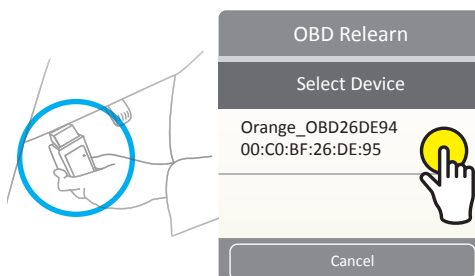 OBD Relearn
Select Device
Orange_OBD26DE94
00:C0:BF:26:DE:95
Cancel